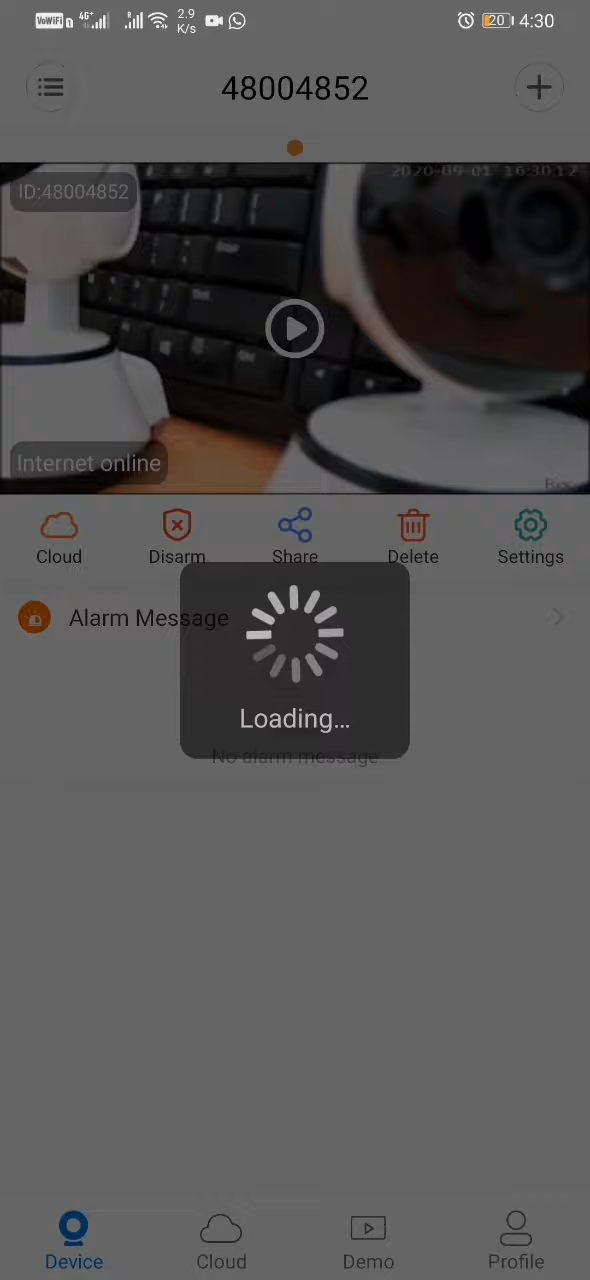 VoWiFi
4G+
R
2.9
K/s
20
4:30
48004852
ID:48004852
2020-09-01 16:30:12
Internet online
Cloud
Disarm
Share
Delete
Settings
Alarm Message
Loading...
No alarm message
Device
Cloud
Demo
Profile